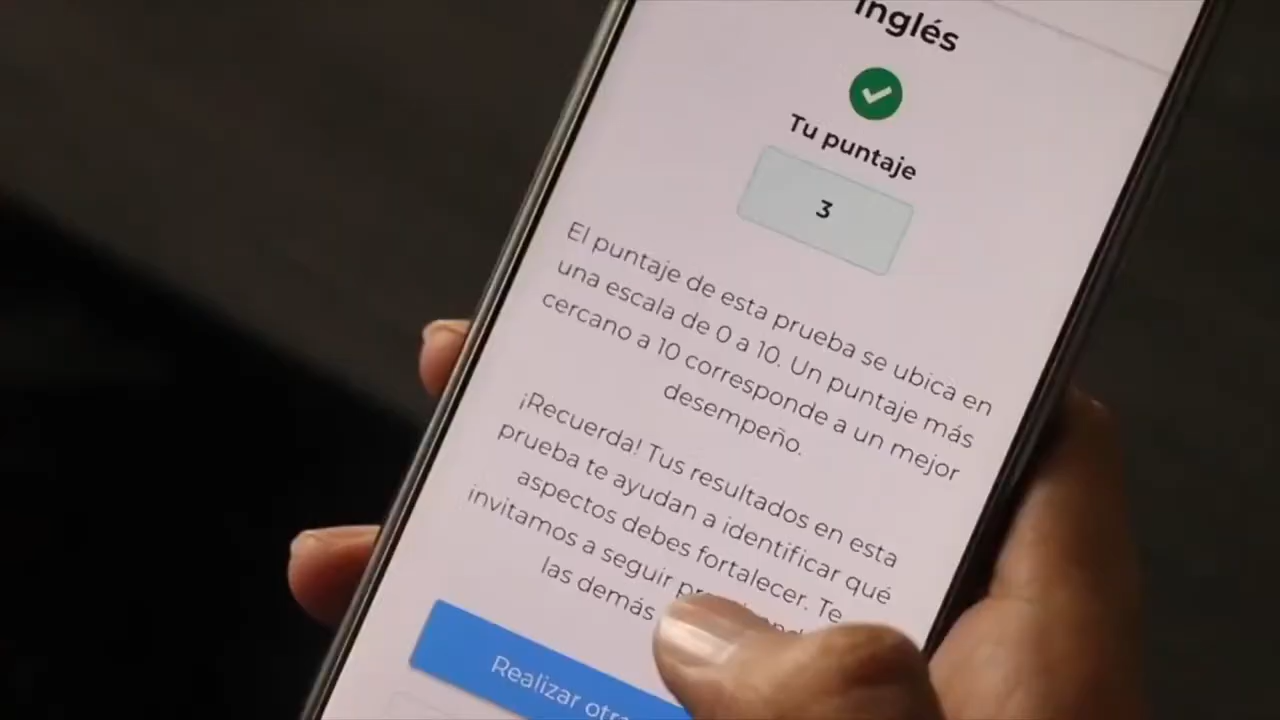 Inglés
Tu puntaje
3
El puntaje de esta prueba se ubica en
una escala de 0 a 10. Un puntaje más
cercano a 10 corresponde a un mejor
desempeño.
¡Recuerda! Tus resultados en esta
prueba te ayudan a identificar qué
aspectos debes fortalecer. Te
invitamos a seguir
las demás
Realizar